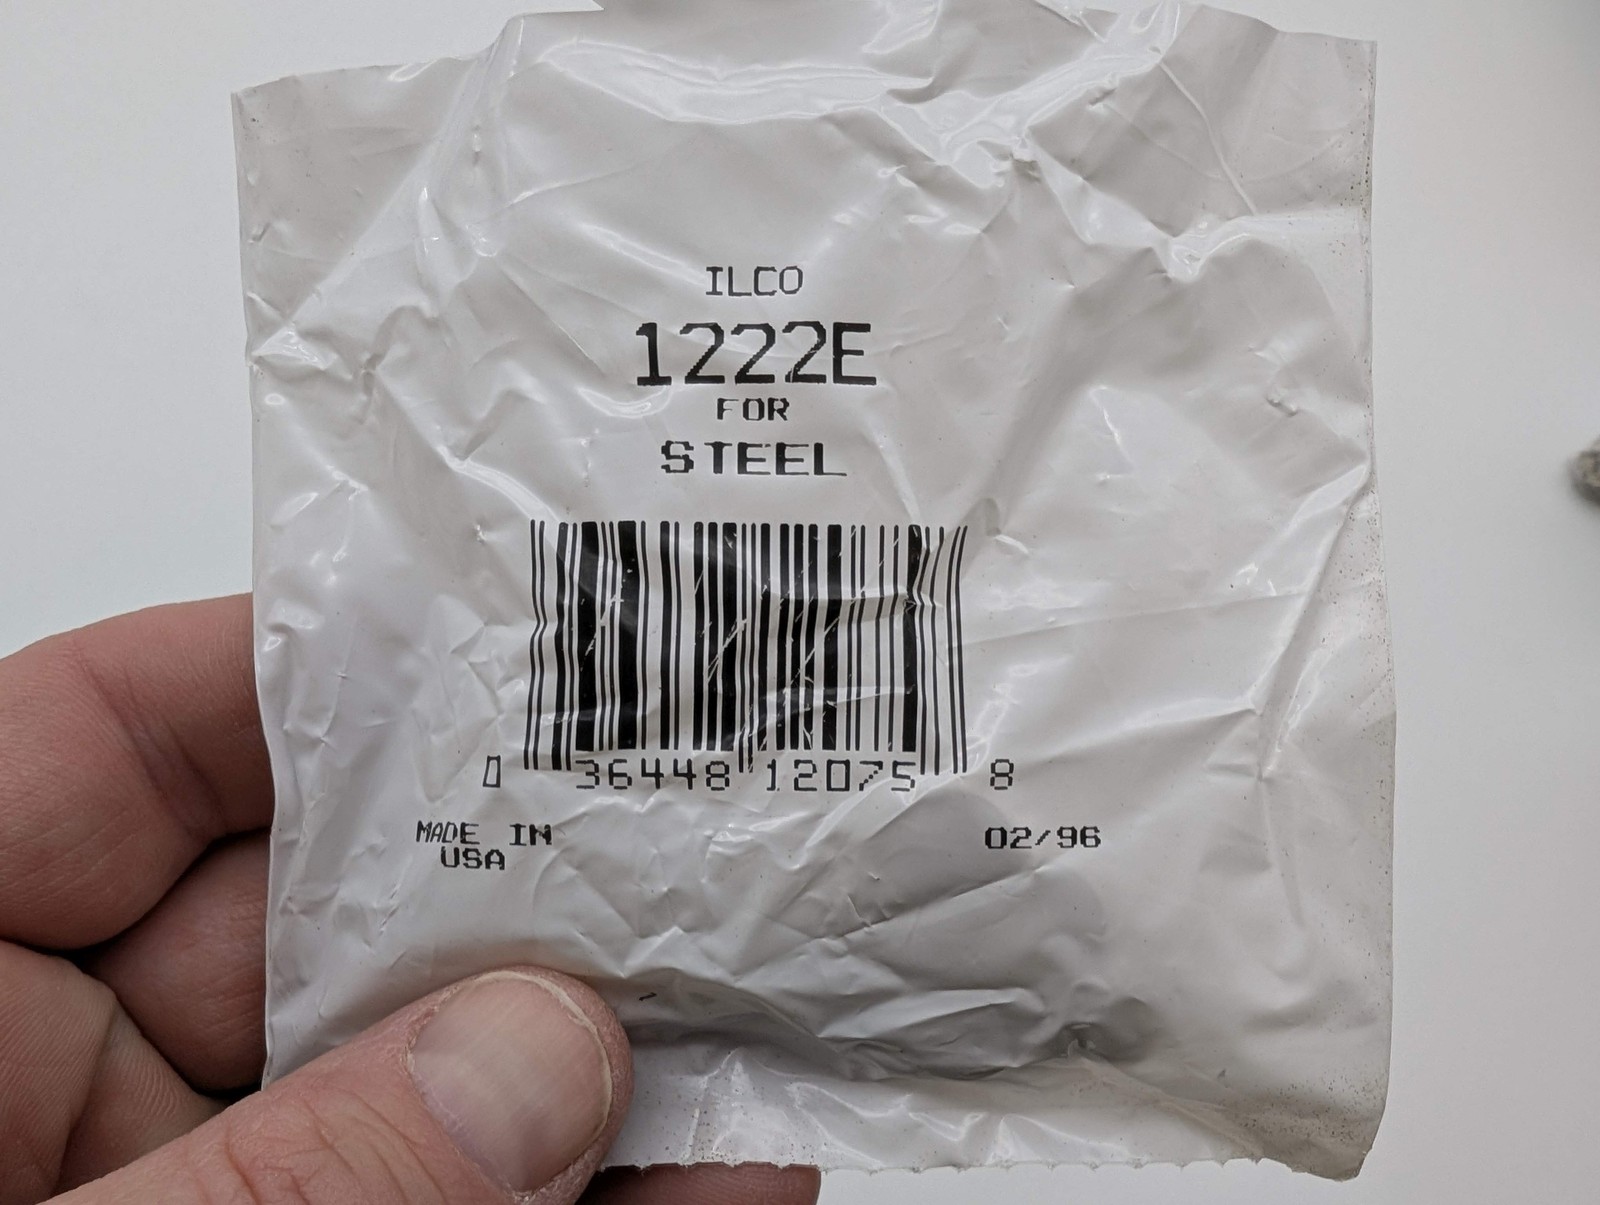 ILCO
1222E
FOR
STEEL
0 36448 12075 8
MADE IN
USA
02/96